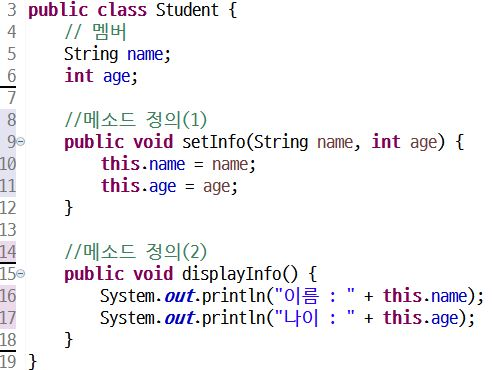 3 public class Student {
4 // 멤버
5 String name;
6 int age;
7
8 //메소드 정의(1)
9 public void setInfo(String name, int age) {
10 this.name = name;
11 this.age = age;
12 }
13
14 //메소드 정의(2)
15 public void displayInfo() {
16 System.out.println("이름 : " + this.name);
17 System.out.println("나이 : " + this.age);
18 }
19 }